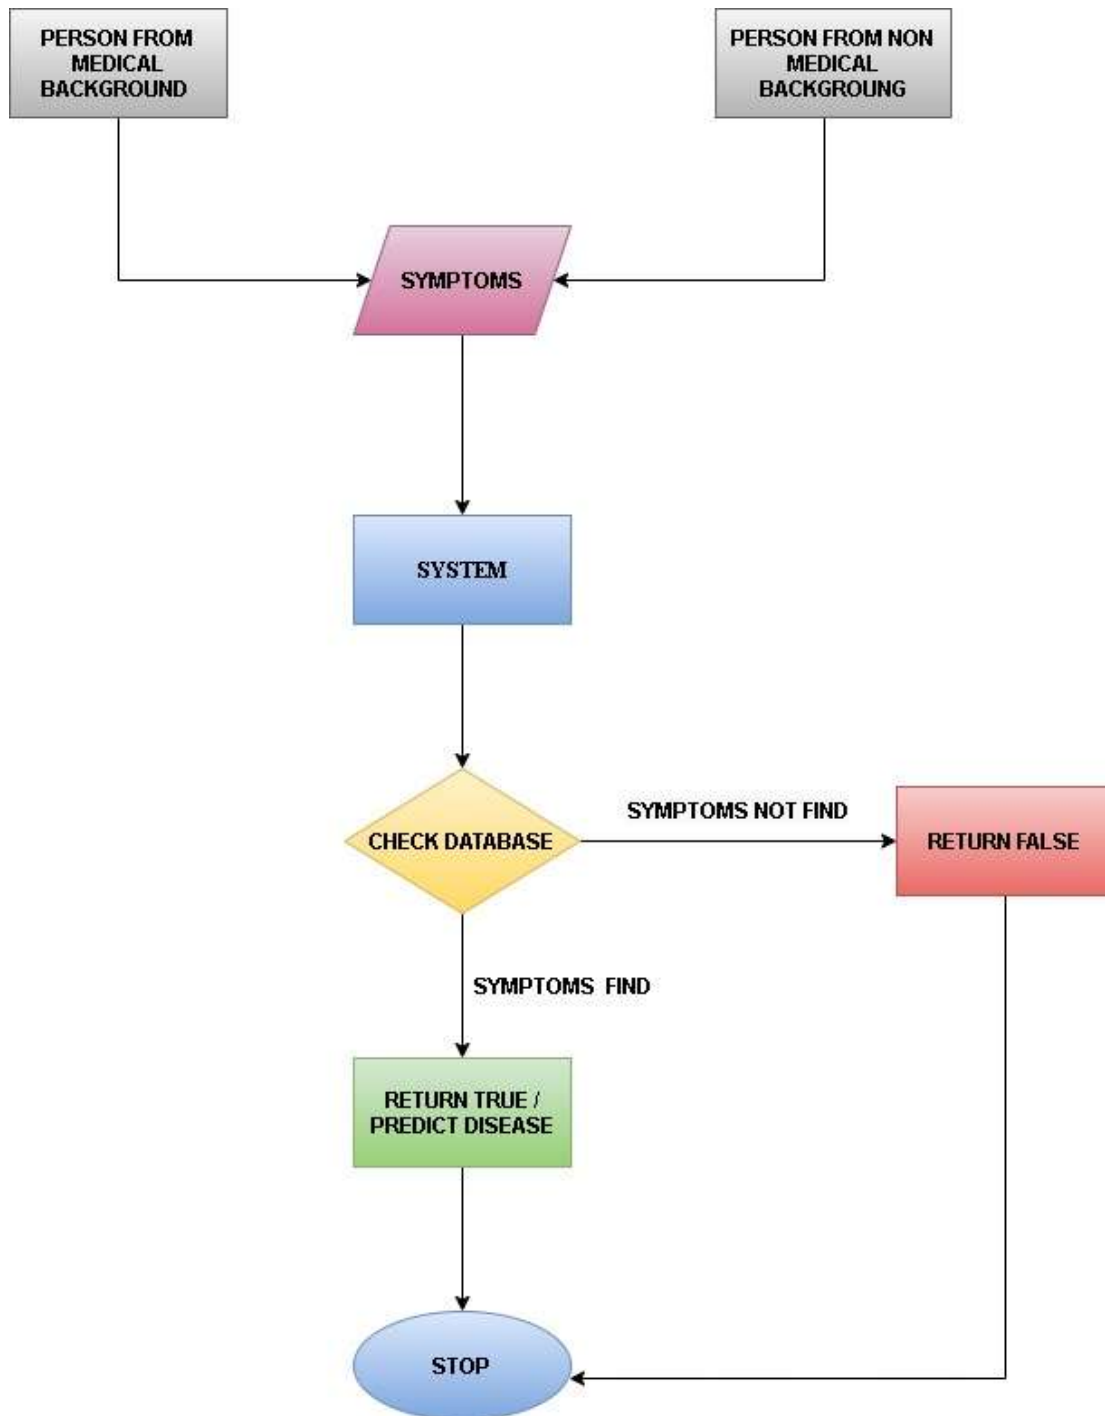 PERSON FROM
MEDICAL
BACKGROUND
PERSON FROM NON
MEDICAL
BACKGROUNG
SYMPTOMS
SYSTEM
CHECK DATABASE
SYMPTOMS NOT FIND
RETURN FALSE
SYMPTOMS FIND
RETURN TRUE /
PREDICT DISEASE
STOP